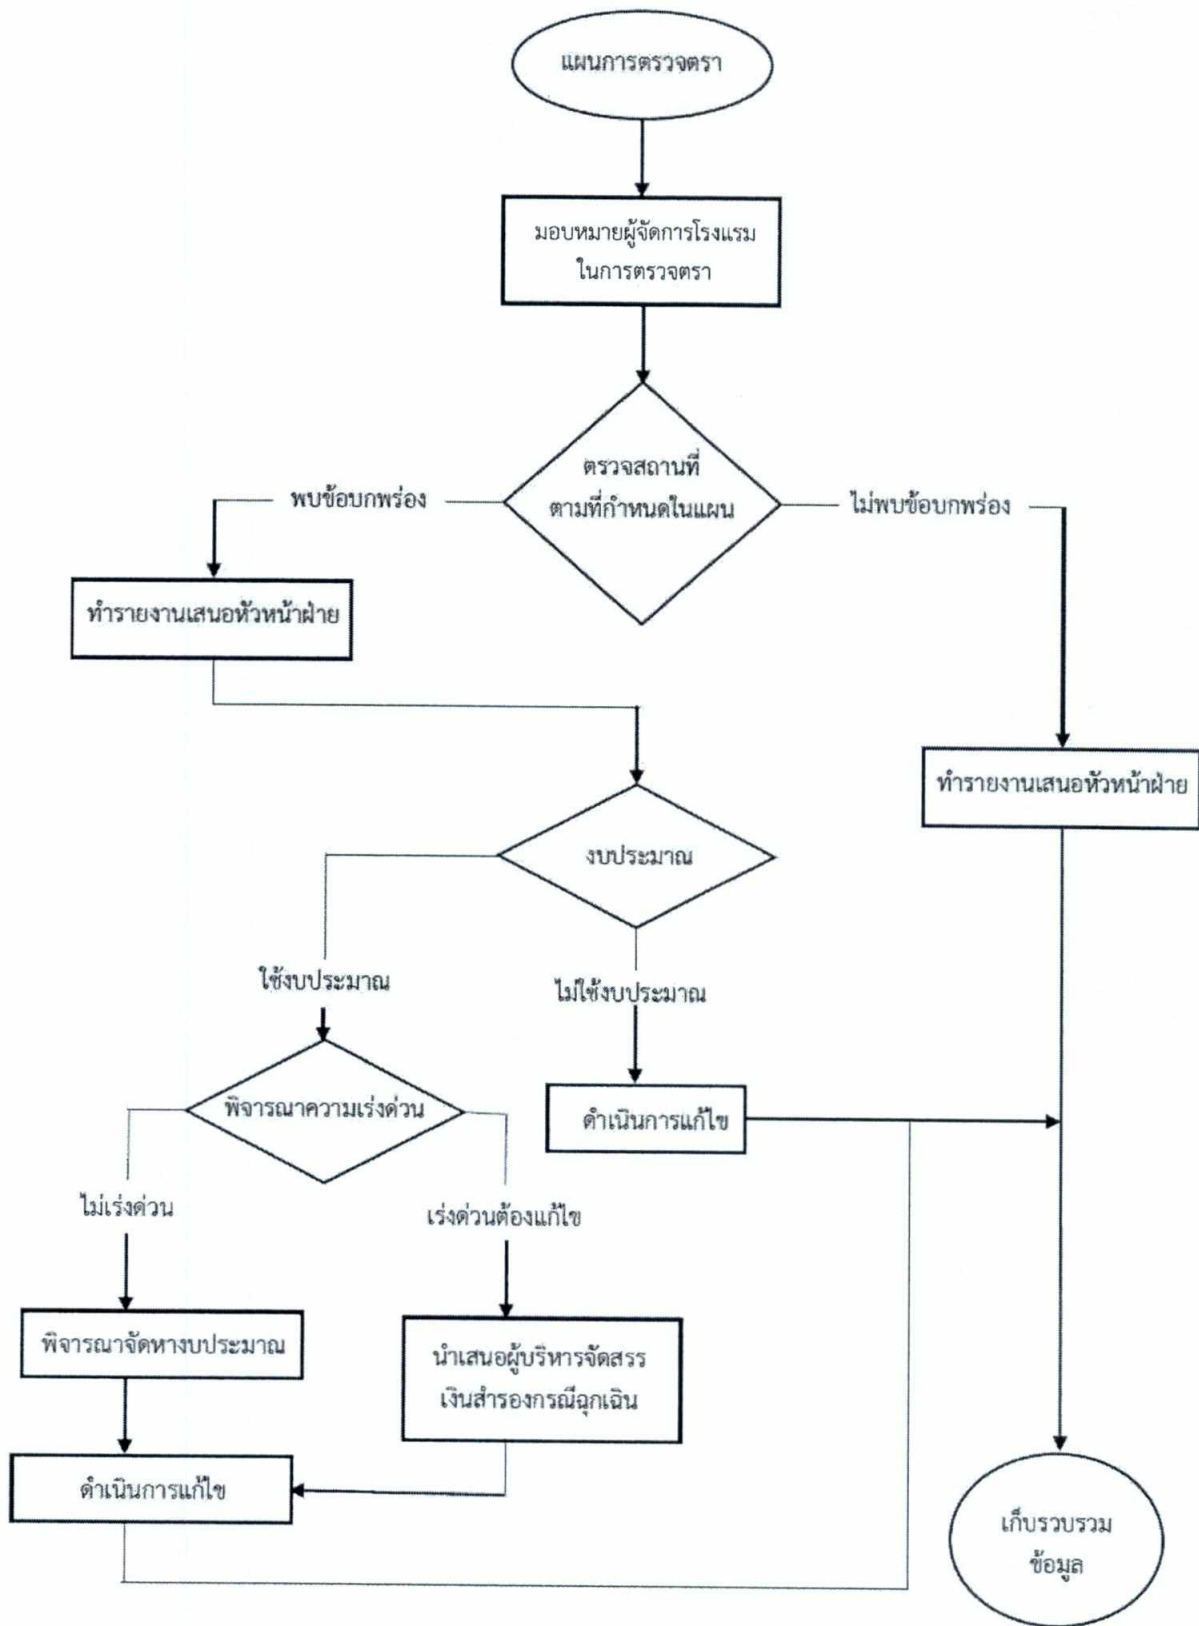 แผนการตรวจตรา
มอบหมายผู้จัดการโรงแรม
ในการตรวจตรา
ตรวจสถานที่
ตามที่กำหนดในแผน
พบข้อบกพร่อง
ไม่พบข้อบกพร่อง
ทำรายงานเสนอหัวหน้าฝ่าย
ทำรายงานเสนอหัวหน้าฝ่าย
งบประมาณ
ใช้งบประมาณ
ไม่ใช้งบประมาณ
พิจารณาความเร่งด่วน
ดำเนินการแก้ไข
ไม่เร่งด่วน
เร่งด่วนต้องแก้ไข
พิจารณาจัดหางบประมาณ
นำเสนอผู้บริหารจัดสรร
เงินสำรองกรณีฉุกเฉิน
ดำเนินการแก้ไข
เก็บรวบรวม
ข้อมูล